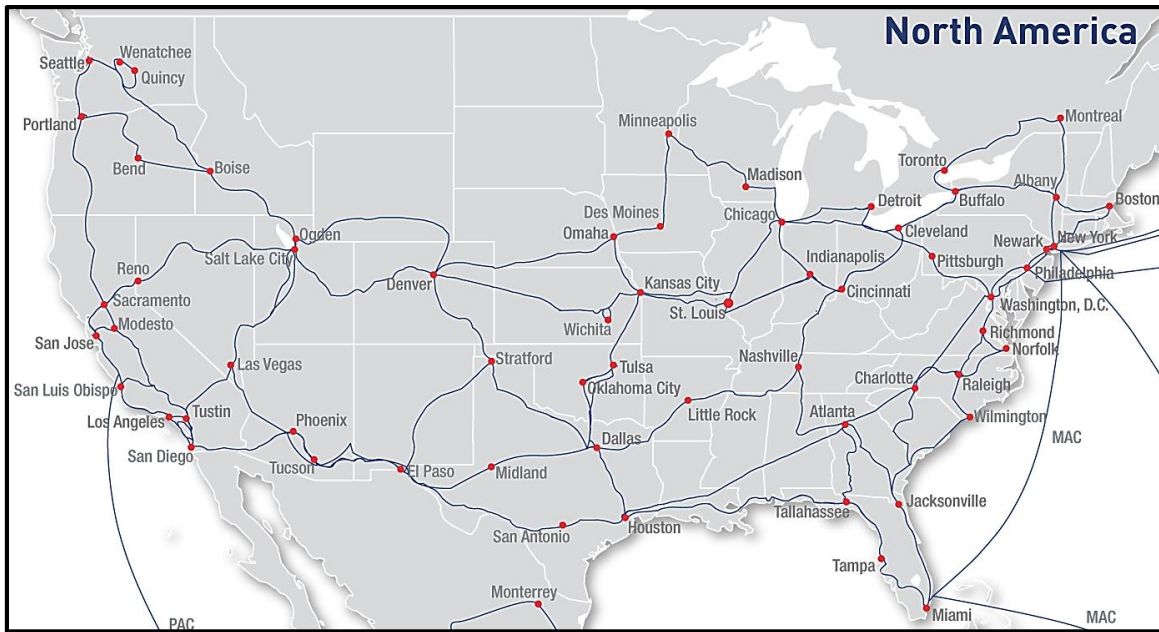 North America
Wenatchee
Seattle
Quincy
Portland
Minneapolis
Montreal
Toronto
Bend
Boise
Madison
Albany
Detroit
Buffalo
Boston
Des Moines
Chicago
Ogden
Omaha
Cleveland
Newark
New York
Salt Lake City
Indianapolis
Pittsburgh
Reno
Denver
Kansas City
Philadelphia
Cincinnati
Sacramento
Washington, D.C.
St. Louis
Modesto
Wichita
Richmond
San Jose
Norfolk
Las Vegas
Stratford
Tulsa
Nashville
San Luis Obispo
Oklahoma City
Charlotte
Raleigh
Little Rock
Los Angeles
Tustin
Phoenix
Atlanta
Wilmington
San Diego
Dallas
MAC
Tucson
El Paso
Midland
Jacksonville
Tallahassee
San Antonio
Houston
Tampa
Monterrey
Miami
MAC
PAC